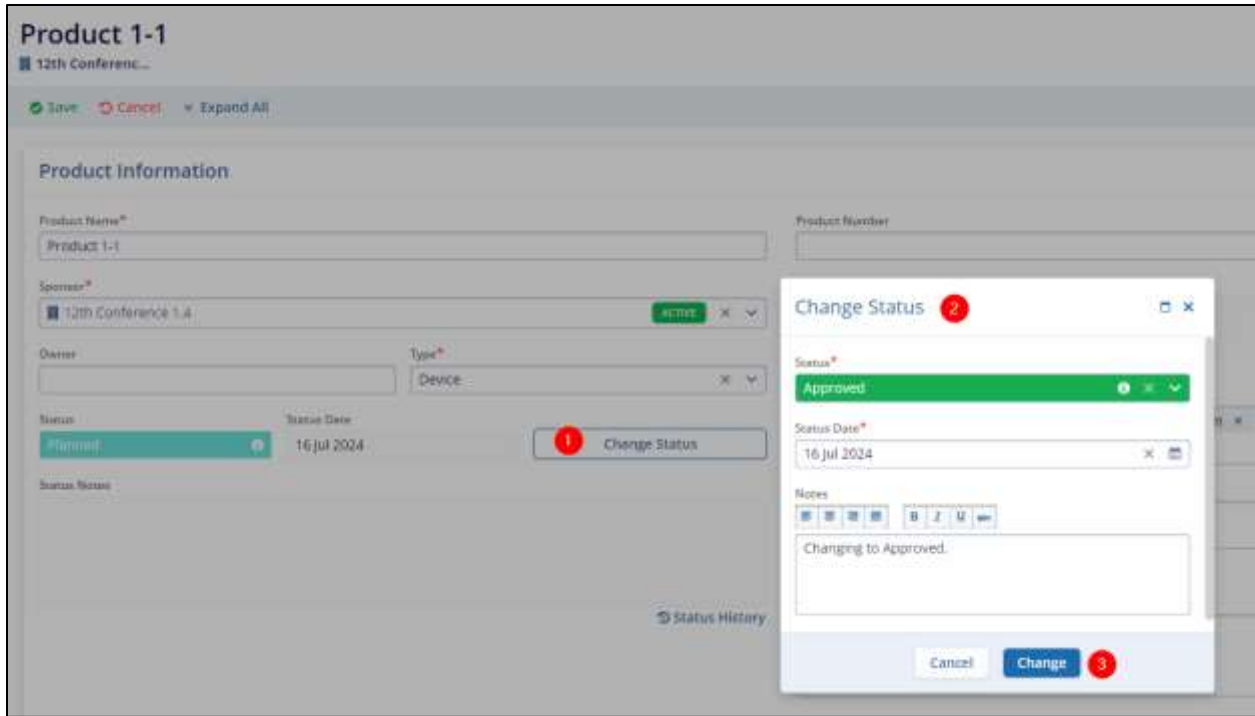 Product 1-1
12th Conferenc...
Save Cancel Expand All
Product Information
Product Name*
Product 1-1
Product Number
Sponsor*
12th Conference 1.4 ACTIVE
Owner
Type*
Device
Status
Planned
Status Date
16 Jul 2024
1 Change Status
Status Notes
Status History
Change Status 2
Status*
Approved
Status Date*
16 Jul 2024
Notes
B I U abc
Changing to Approved.
Cancel Change 3